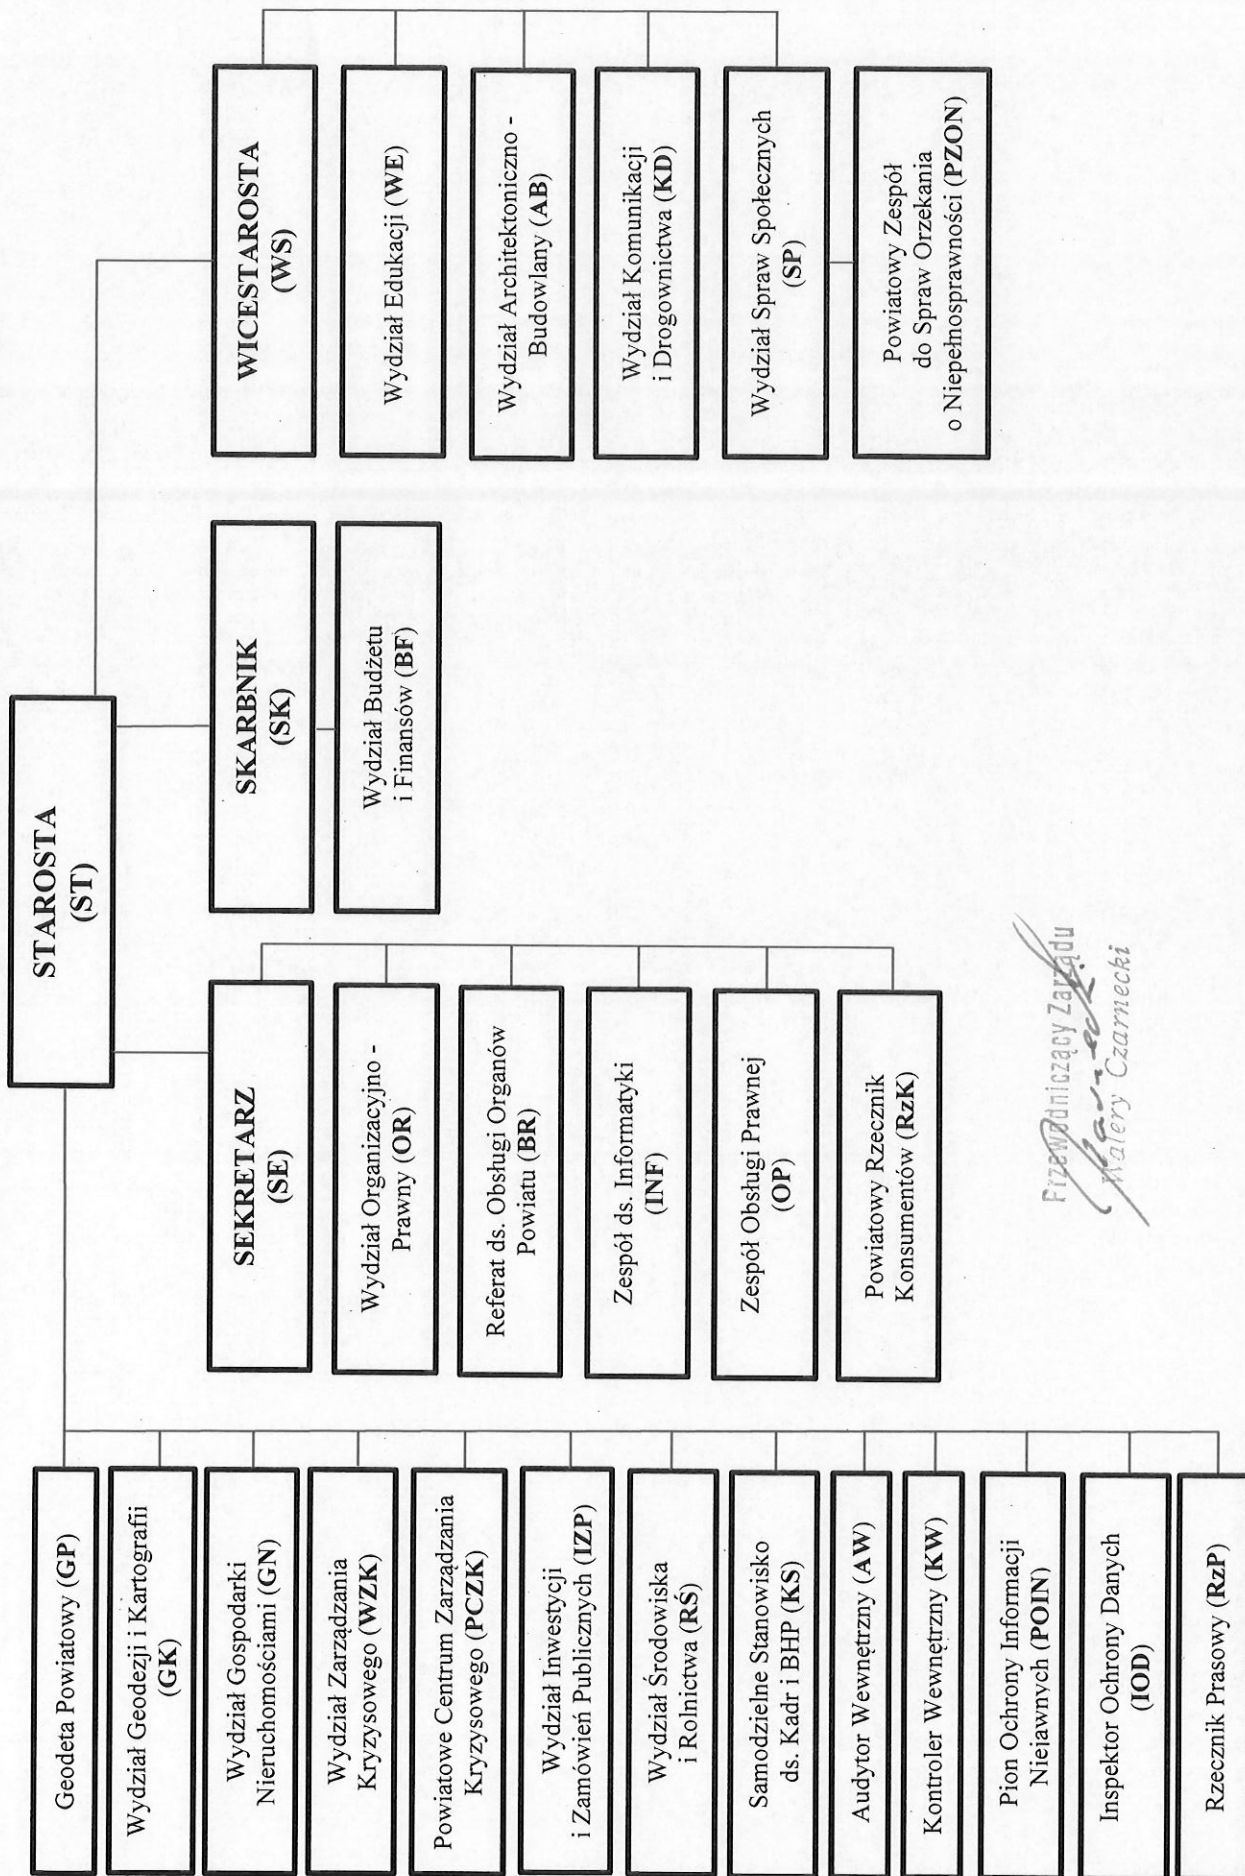 STAROSTA
(ST)
Geodeta Powiatowy (GP)
Wydział Geodezji i Kartografii
(GK)
Wydział Gospodarki
Nieruchomościami (GN)
Wydział Zarządzania
Kryzysowego (WZK)
Powiatowe Centrum Zarządzania
Kryzysowego (PCZK)
Wydział Inwestycji
i Zamówień Publicznych (IZP)
Wydział Środowiska
i Rolnictwa (RŚ)
Samodzielne Stanowisko
ds. Kadr i BHP (KS)
Audytor Wewnętrzny (AW)
Kontroler Wewnętrzny (KW)
Pion Ochrony Informacji
Niejawnych (POIN)
Inspektor Ochrony Danych
(IOD)
Rzecznik Prasowy (RzP)
SEKRETARZ
(SE)
Wydział Organizacyjno -
Prawny (OR)
Referat ds. Obsługi Organów
Powiatu (BR)
Zespół ds. Informatyki
(INF)
Zespół Obsługi Prawnej
(OP)
Powiatowy Rzecznik
Konsumentów (RzK)
SKARBNIK
(SK)
Wydział Budżetu
i Finansów (BF)
WICESTAROSTA
(WS)
Wydział Edukacji (WE)
Wydział Architektoniczno -
Budowlany (AB)
Wydział Komunikacji
i Drogownictwa (KD)
Wydział Spraw Społecznych
(SP)
Powiatowy Zespół
do Spraw Orzekania
o Niepełnosprawności (PZON)
Przewodniczący Zarządu
Walery Czarnecki